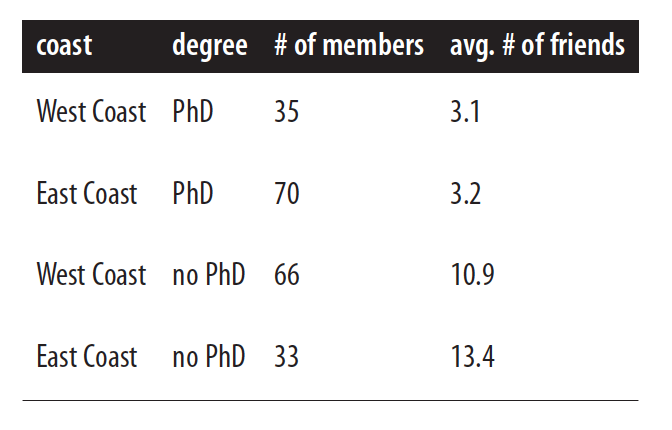 coast degree # of members avg. # of friends
West Coast PhD 35 3.1
East Coast PhD 70 3.2
West Coast no PhD 66 10.9
East Coast no PhD 33 13.4